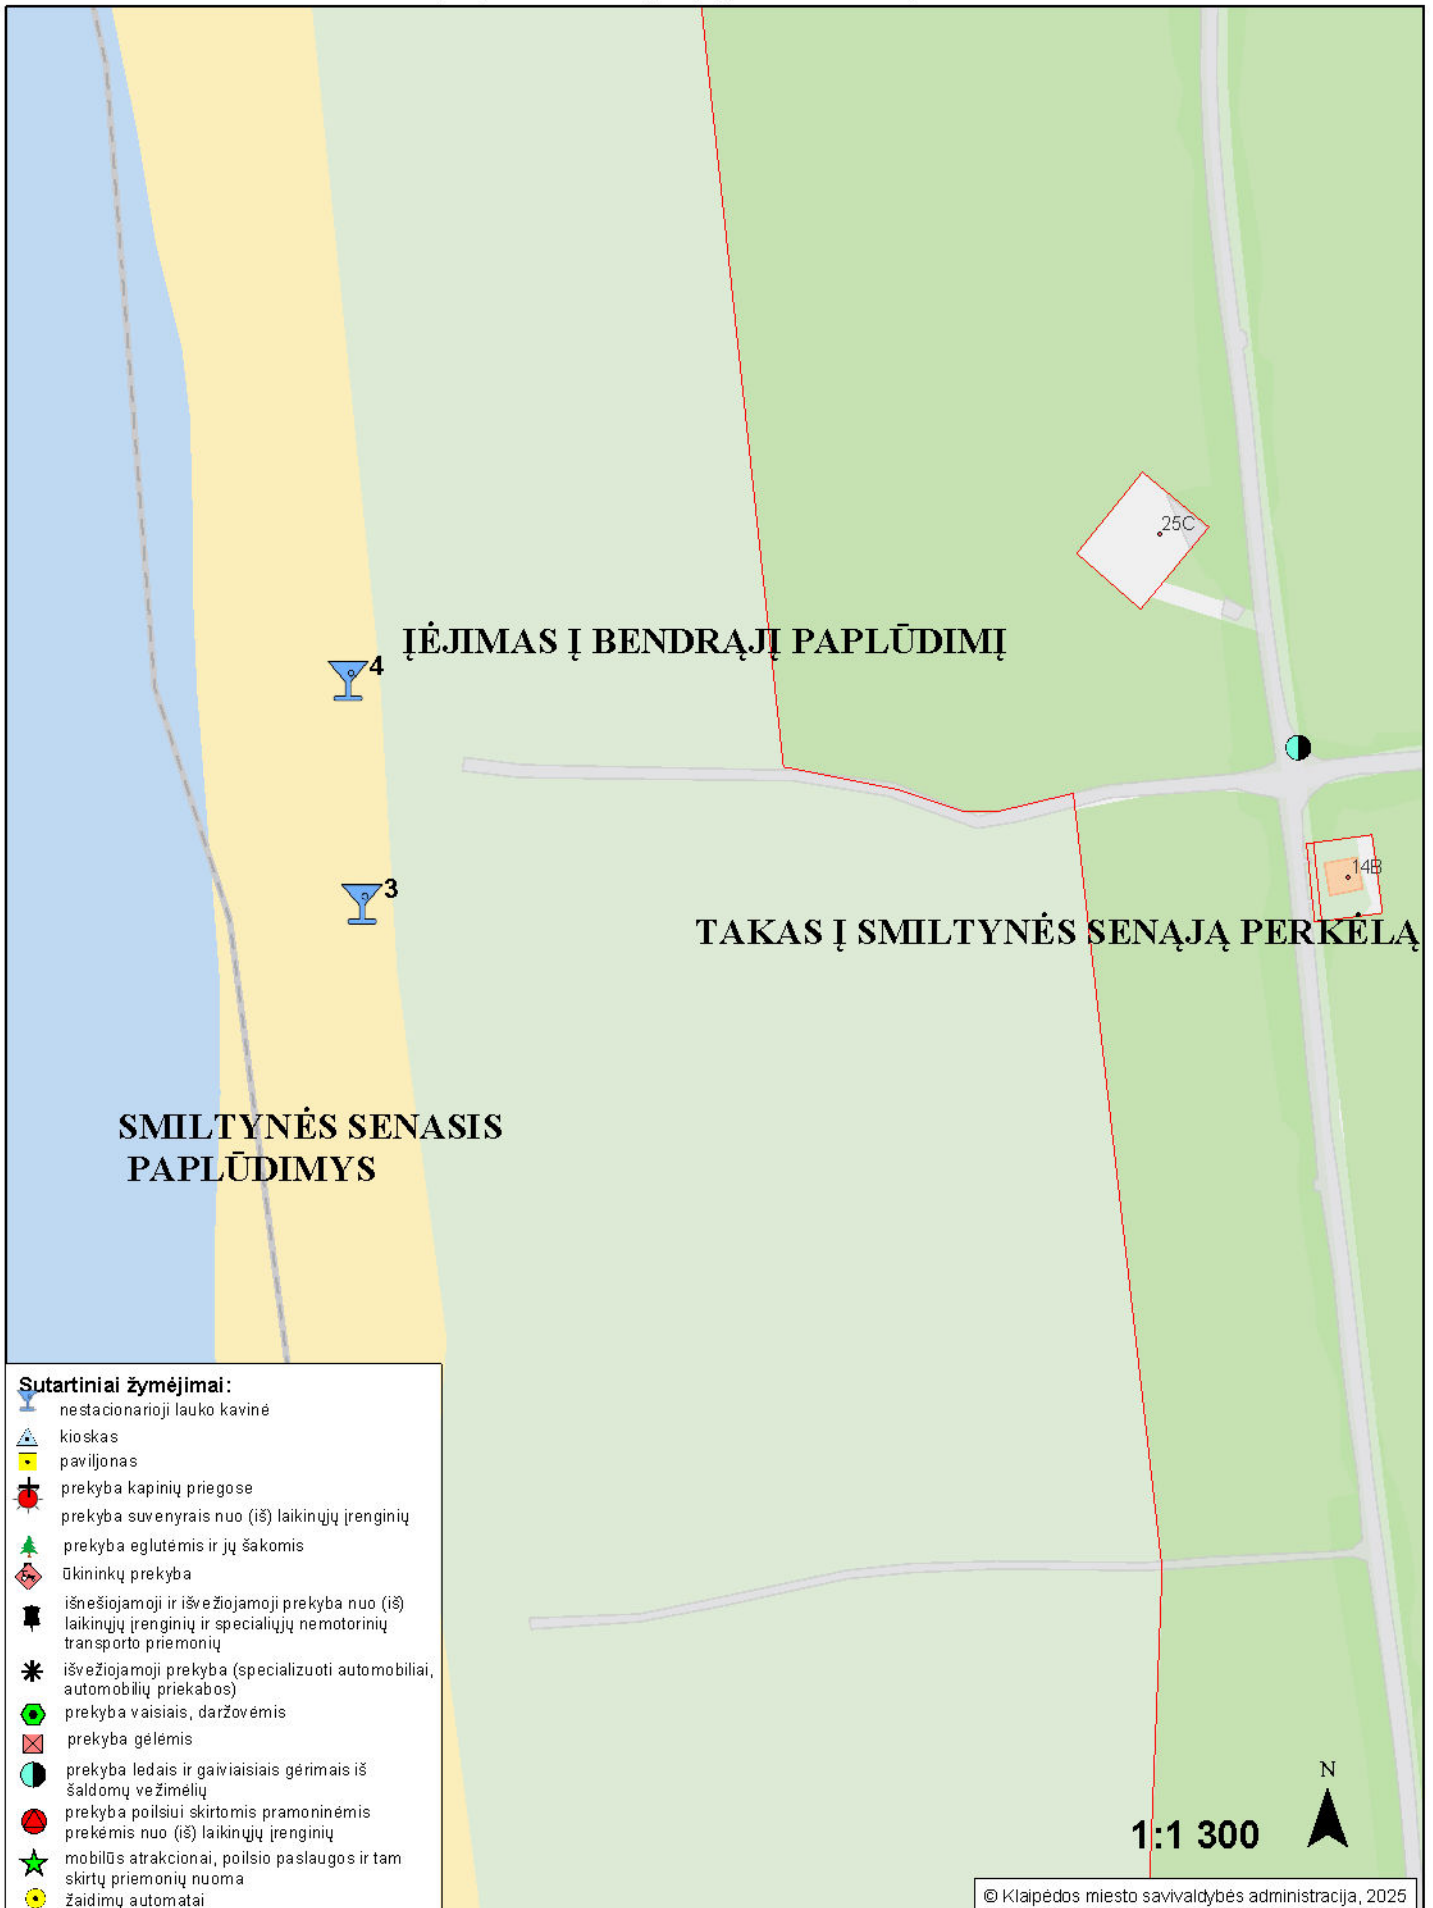 25C
ĮĖJIMAS Į BENDRĄJĮ PAPLŪDIMĮ
4
14B
3
TAKAS Į SMILTYNĖS SENĄJĄ PERKĖLĄ
SMILTYNĖS SENASIS
PAPLŪDIMYS
Sutartiniai žymėjimai:
nestacionarioji lauko kavinė
kioskas
paviljonas
prekyba kapinių priegose
prekyba suvenyrais nuo (iš) laikinųjų įrenginių
prekyba eglutėmis ir jų šakomis
ūkininkų prekyba
išnešiojamoji ir išvežiojamoji prekyba nuo (iš)
laikinųjų įrenginių ir specialiųjų nemotorinių
transporto priemonių
išvežiojamoji prekyba (specializuoti automobiliai,
automobilių priekabos)
prekyba vaisiais, daržovėmis
prekyba gėlėmis
prekyba ledais ir gaiviaisiais gėrimais iš
šaldomų vežimėlių
prekyba poilsiui skirtomis pramoninėmis
prekėmis nuo (iš) laikinųjų įrenginių
mobilūs atrakcionai, poilsio paslaugos ir tam
skirtų priemonių nuoma
žaidimų automatai
N
1:1 300
© Klaipėdos miesto savivaldybės administracija, 2025